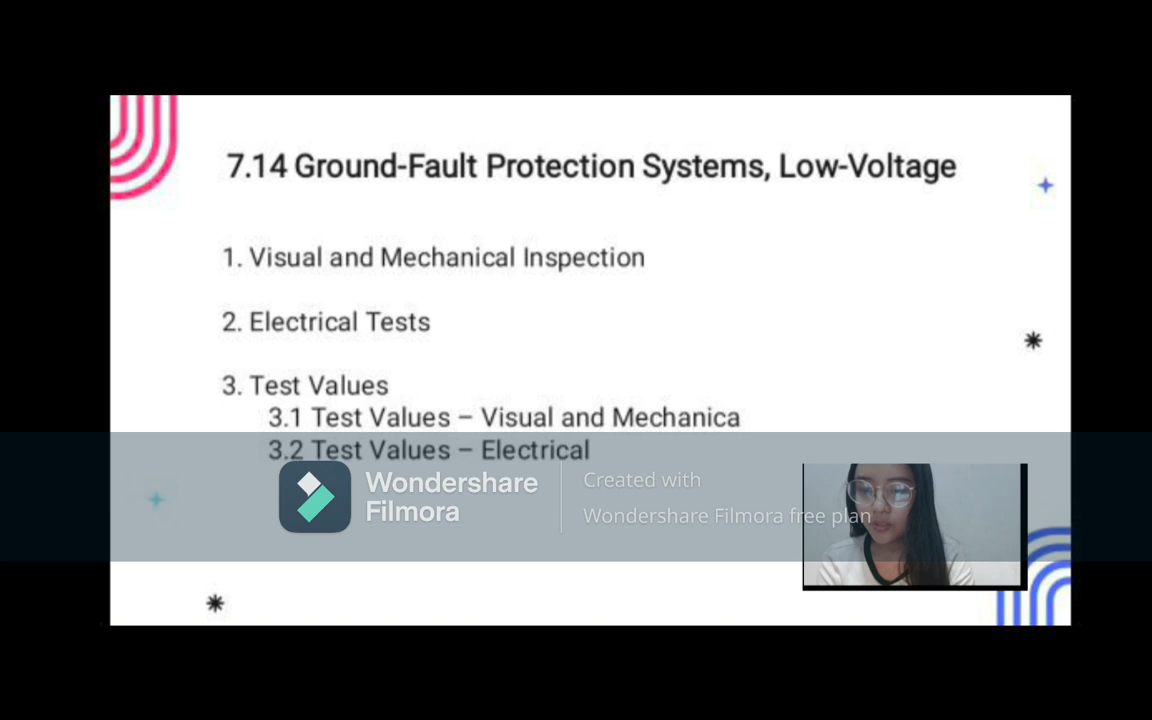 7.14 Ground-Fault Protection Systems, Low-Voltage
1. Visual and Mechanical Inspection
2. Electrical Tests
3. Test Values
3.1 Test Values – Visual and Mechanica
3.2 Test Values – Electrical
Wondershare
Filmora
Created with
Wondershare Filmora free plan